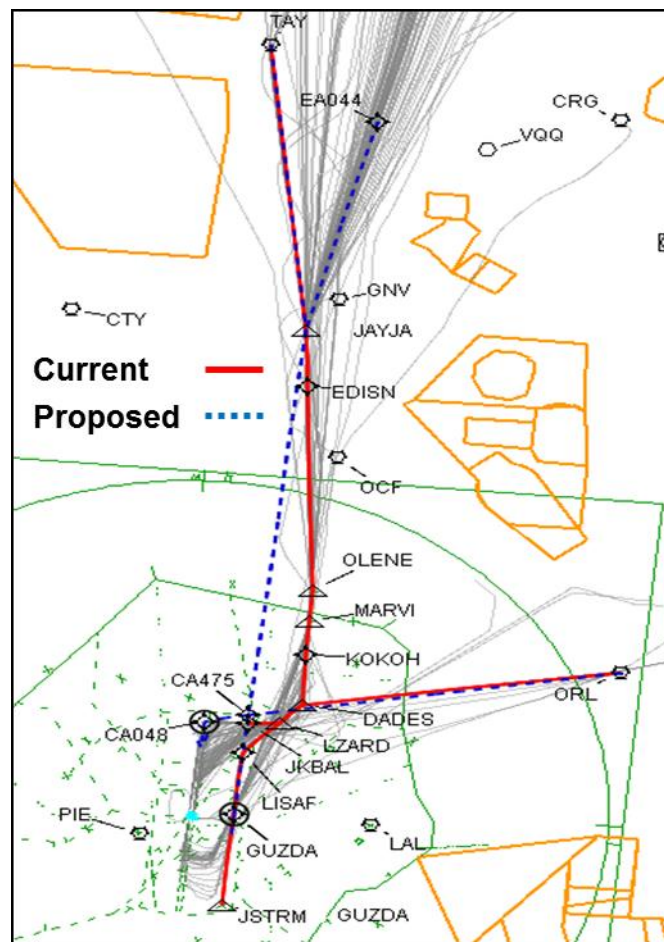 TAY
EA044
CRG
VQQ
GNV
CTY
JAYJA
Current
EDISN
Proposed
OCF
OLENE
MARVI
KOKOH
CA475
ORL
DADES
CA048
LZARD
JKBAL
LISAF
PIE
LAL
GUZDA
JSTRM
GUZDA